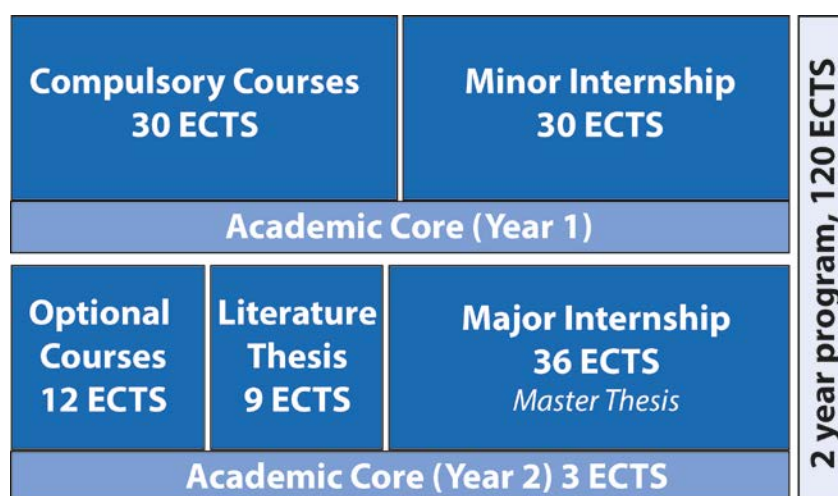 Compulsory Courses
30 ECTS
Minor Internship
30 ECTS
Academic Core (Year 1)
Optional
Courses
12 ECTS
Literature
Thesis
9 ECTS
Major Internship
36 ECTS
Master Thesis
Academic Core (Year 2) 3 ECTS
2 year program, 120 ECTS